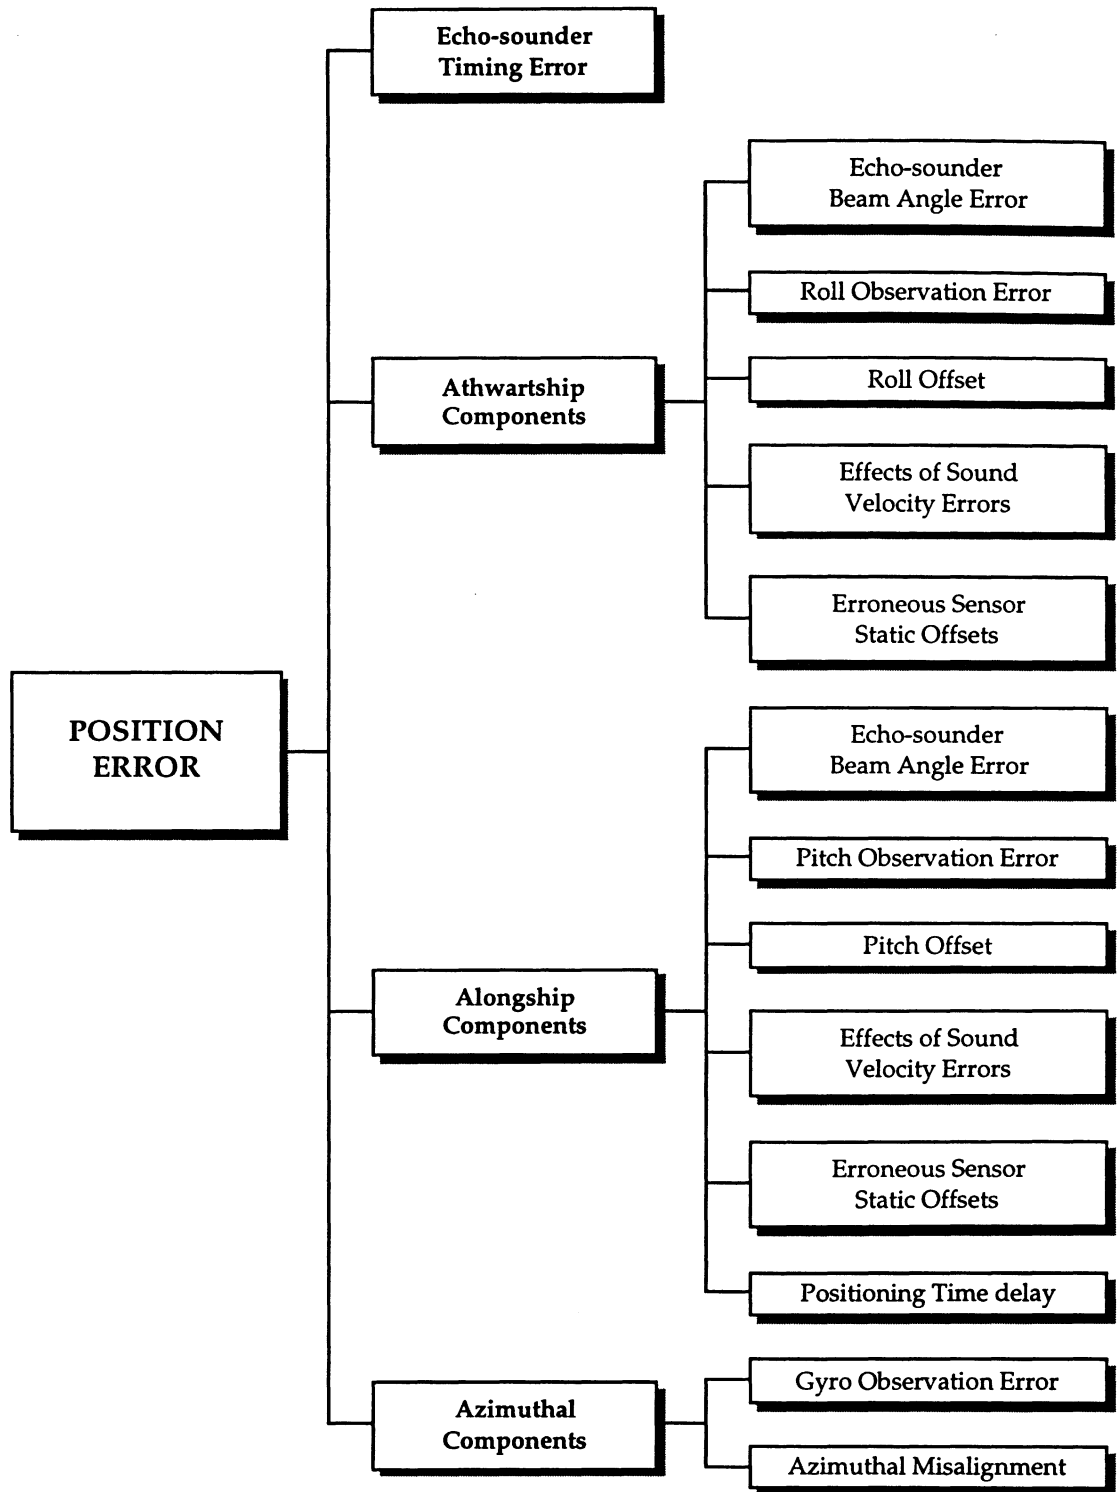 Echo-sounder
Timing Error
Echo-sounder
Beam Angle Error
Roll Observation Error
Athwartship
Components
Roll Offset
Effects of Sound
Velocity Errors
Erroneous Sensor
Static Offsets
POSITION
ERROR
Echo-sounder
Beam Angle Error
Pitch Observation Error
Pitch Offset
Alongship
Components
Effects of Sound
Velocity Errors
Erroneous Sensor
Static Offsets
Positioning Time delay
Gyro Observation Error
Azimuthal
Components
Azimuthal Misalignment